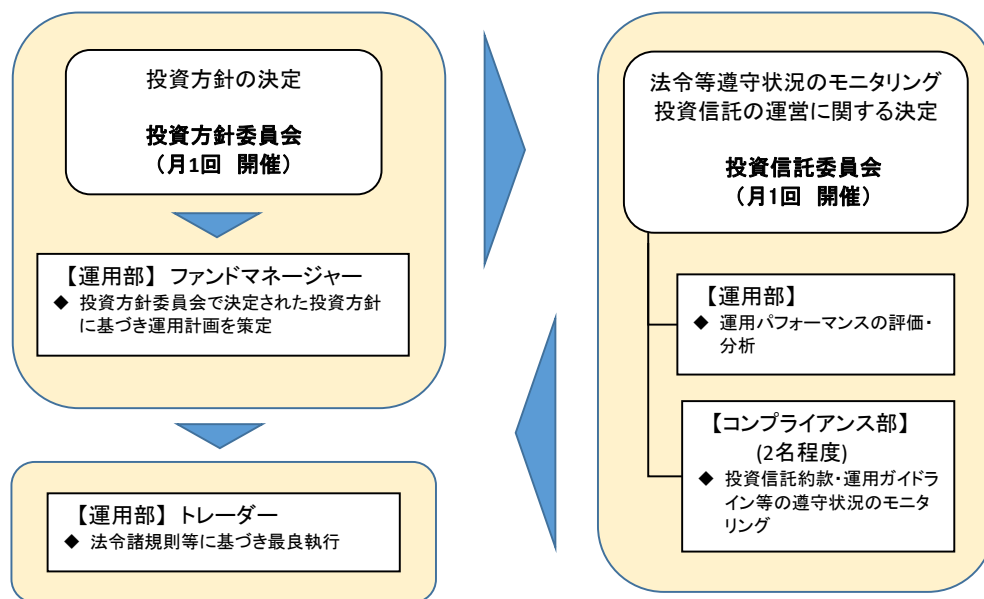 投資方針の決定
投資方針委員会
（月1回　開催）
【運用部】 ファンドマネージャー
◆ 投資方針委員会で決定された投資方針
に基づき運用計画を策定
【運用部】 トレーダー
◆ 法令諸規則等に基づき最良執行
法令等遵守状況のモニタリング
投資信託の運営に関する決定
投資信託委員会
（月1回　開催）
【運用部】
◆ 運用パフォーマンスの評価・
分析
【コンプライアンス部】
(2名程度)
◆ 投資信託約款・運用ガイドラ
イン等の遵守状況のモニタ
リング